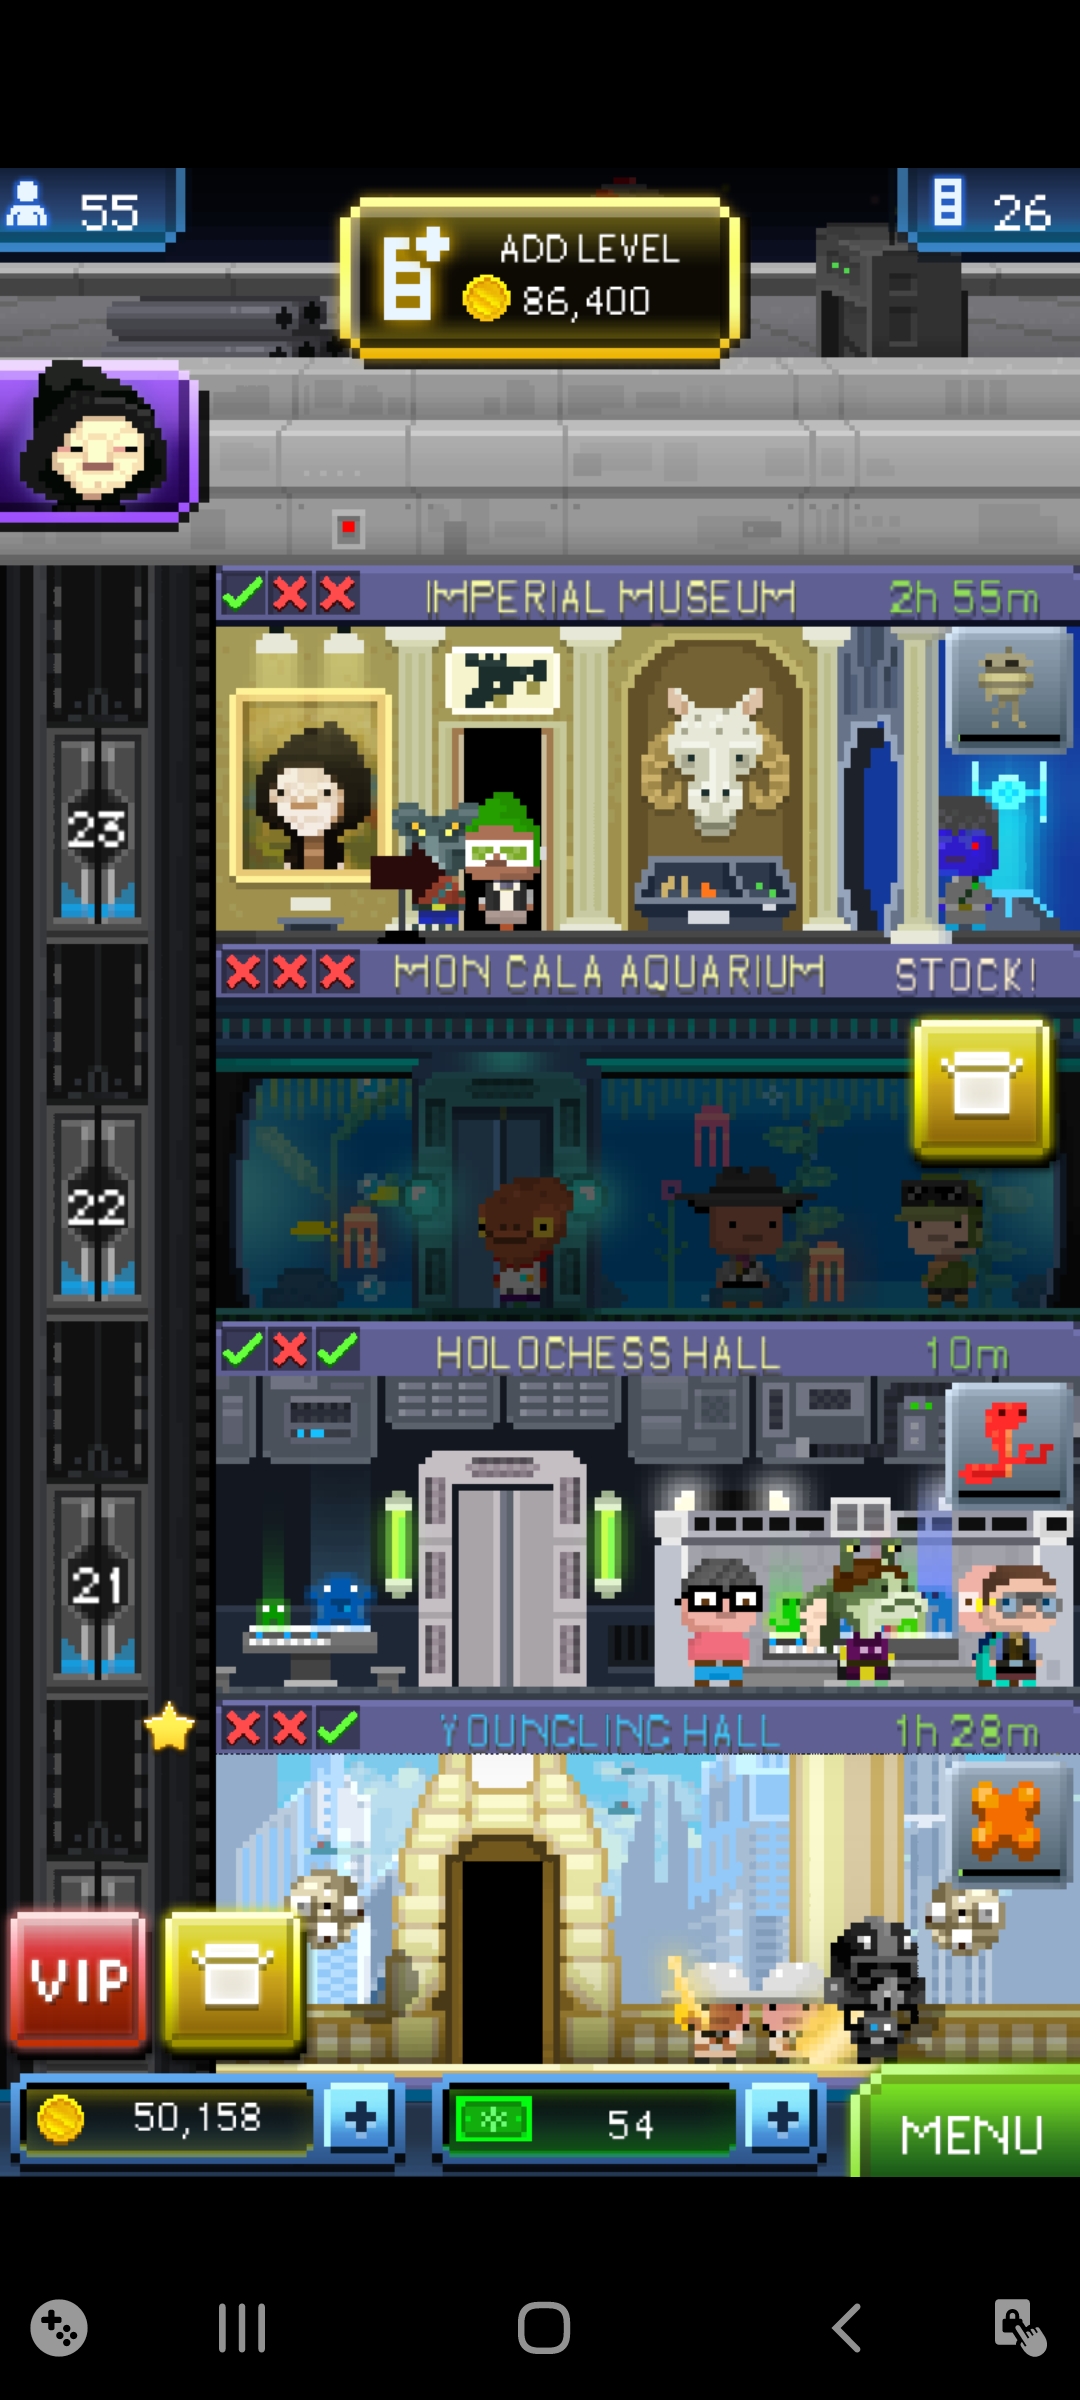 55
ADD LEVEL
86,400
26
IMPERIAL MUSEUM 2h 55m
23
MON CALA AQUARIUM STOCK!
22
HOLOCHESS HALL 10m
21
YOUNGLING HALL 1h 28m
VIP
50,158
54
MENU